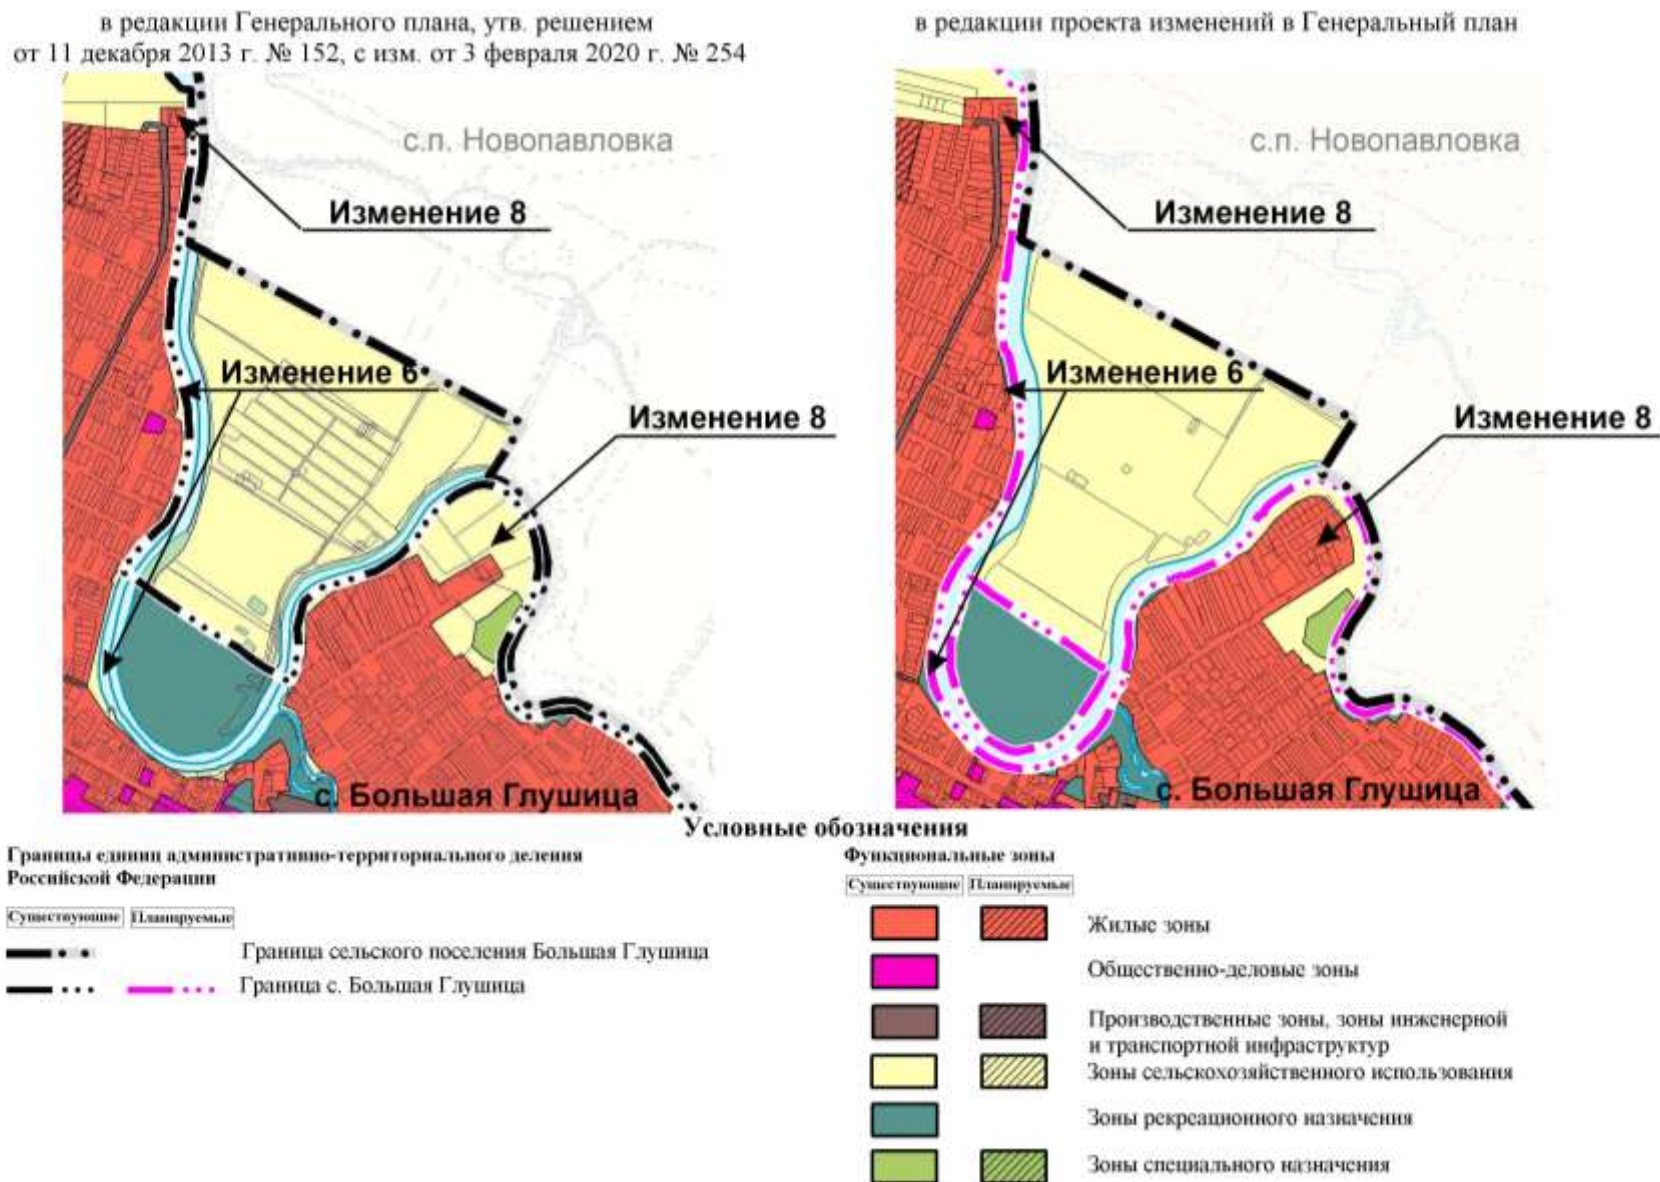 в редакции Генерального плана, утв. решением
от 11 декабря 2013 г. № 152, с изм. от 3 февраля 2020 г. № 254
в редакции проекта изменений в Генеральный план
с.п. Новопавловка
Изменение 8
Изменение 6
Изменение 8
с. Большая Глушица
с.п. Новопавловка
Изменение 8
Изменение 6
Изменение 8
с. Большая Глушица
Условные обозначения
Границы единиц административно-территориального деления
Российской Федерации
Существующие Планируемые
Граница сельского поселения Большая Глушица
Граница с. Большая Глушица
Функциональные зоны
Существующие Планируемые
Жилые зоны
Общественно-деловые зоны
Производственные зоны, зоны инженерной
и транспортной инфраструктур
Зоны сельскохозяйственного использования
Зоны рекреационного назначения
Зоны специального назначения